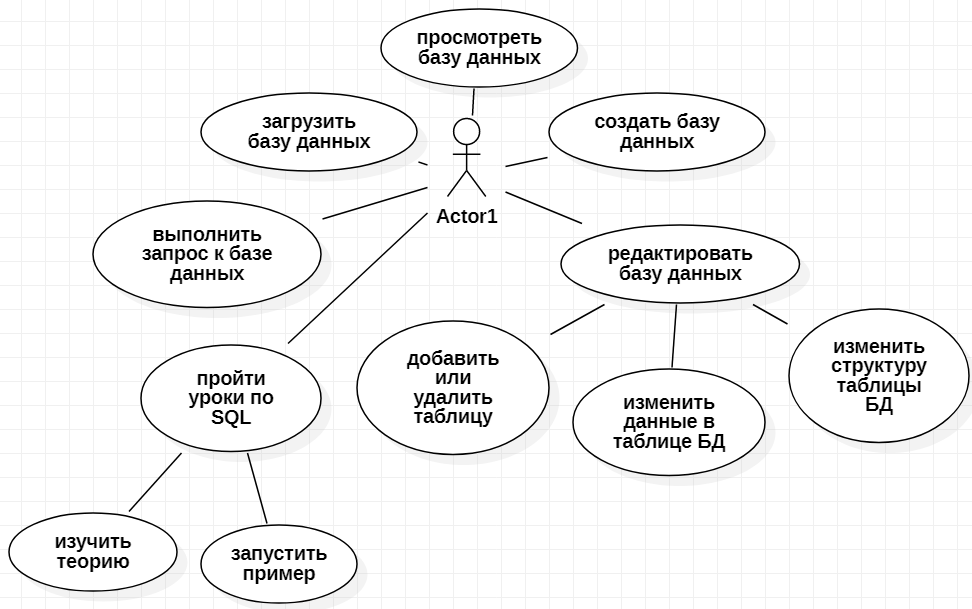 просмотреть
базу данных
загрузить
базу данных
создать базу
данных
Actor1
выполнить
запрос к базе
данных
редактировать
базу данных
пройти
уроки по
SQL
добавить
или
удалить
таблицу
изменить
данные в
таблице БД
изменить
структуру
таблицы
БД
изучить
теорию
запустить
пример